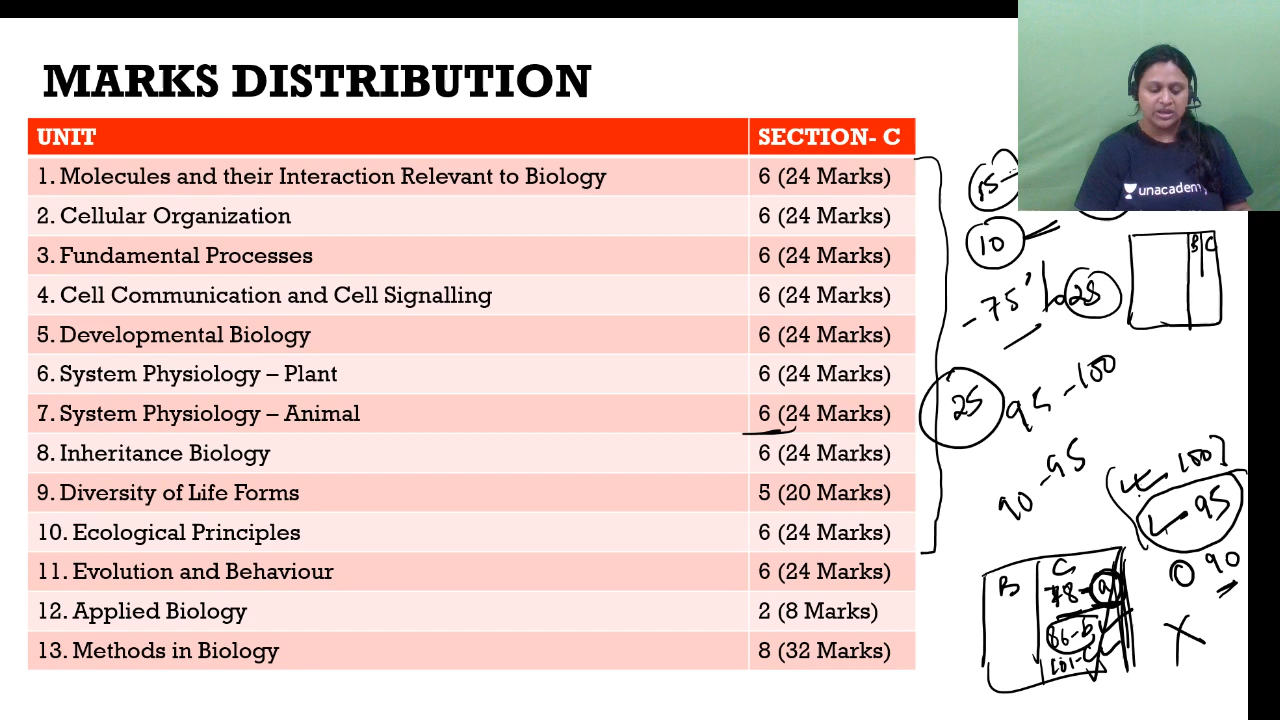 MARKS DISTRIBUTION
UNIT SECTION- C
1. Molecules and their Interaction Relevant to Biology 6 (24 Marks)
2. Cellular Organization 6 (24 Marks)
3. Fundamental Processes 6 (24 Marks)
4. Cell Communication and Cell Signalling 6 (24 Marks)
5. Developmental Biology 6 (24 Marks)
6. System Physiology – Plant 6 (24 Marks)
7. System Physiology – Animal 6 (24 Marks)
8. Inheritance Biology 6 (24 Marks)
9. Diversity of Life Forms 5 (20 Marks)
10. Ecological Principles 6 (24 Marks)
11. Evolution and Behaviour 6 (24 Marks)
12. Applied Biology 2 (8 Marks)
13. Methods in Biology 8 (32 Marks)
unacademy
15
10
B C
- 75
28
25
95 - 100
90 - 95
100
95
90
B C
78 - a
86 - b
101 - c